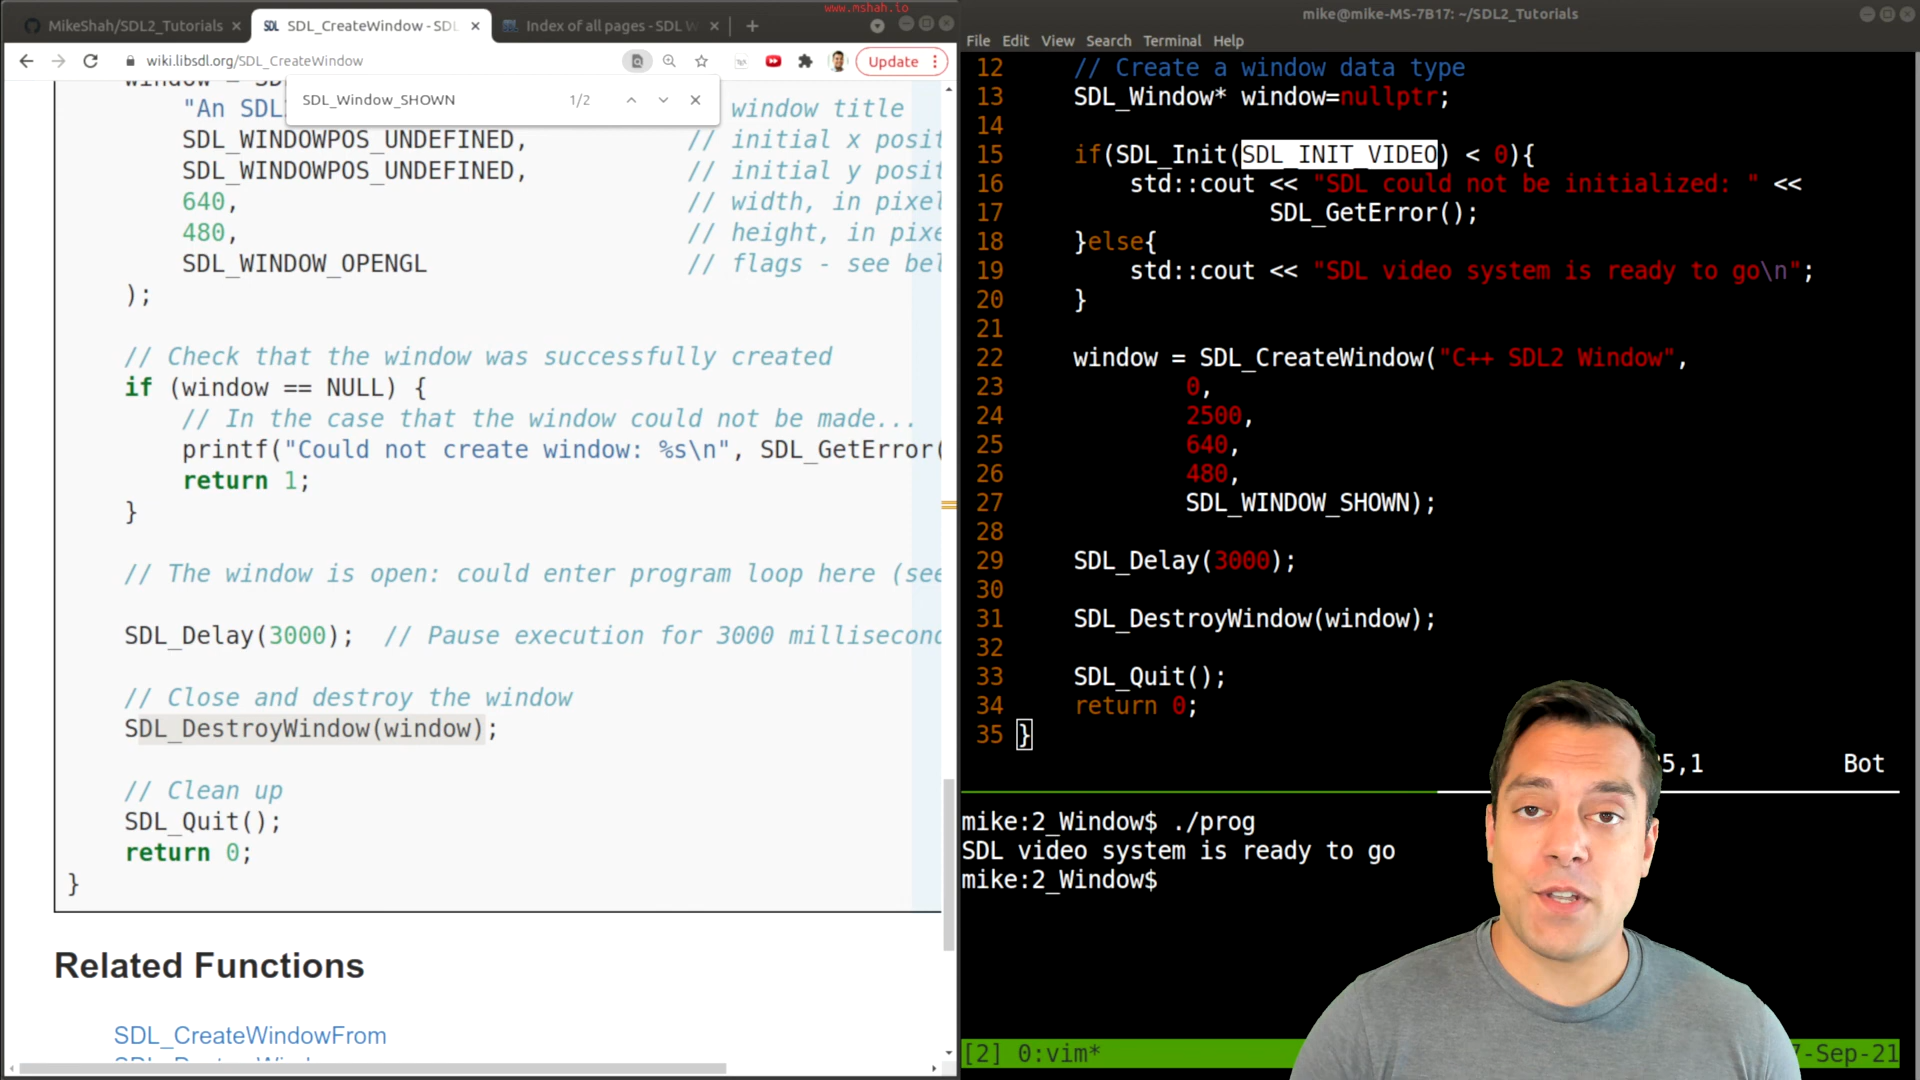 www.mshah.io
MikeShah/SDL2_Tutorials
SDL_CreateWindow - SDL
Index of all pages - SDL W
wiki.libsdl.org/SDL_CreateWindow
Update
SDL_Window_SHOWN 1/2
"An SDL window title
SDL_WINDOWPOS_UNDEFINED, // initial x posit
SDL_WINDOWPOS_UNDEFINED, // initial y posit
640, // width, in pixel
480, // height, in pixe
SDL_WINDOW_OPENGL // flags - see bel
);
// Check that the window was successfully created
if (window == NULL) {
// In the case that the window could not be made...
printf("Could not create window: %s\n", SDL_GetError(
return 1;
}
// The window is open: could enter program loop here (see
SDL_Delay(3000); // Pause execution for 3000 millisecond
// Close and destroy the window
SDL_DestroyWindow(window);
// Clean up
SDL_Quit();
return 0;
}
Related Functions
SDL_CreateWindowFrom
mike@mike-MS-7B17: ~/SDL2_Tutorials
File Edit View Search Terminal Help
12 // Create a window data type
13 SDL_Window* window=nullptr;
14
15 if(SDL_Init(SDL_INIT_VIDEO) < 0){
16 std::cout << "SDL could not be initialized: " <<
17 SDL_GetError();
18 }else{
19 std::cout << "SDL video system is ready to go\n";
20 }
21
22 window = SDL_CreateWindow("C++ SDL2 Window",
23 0,
24 2500,
25 640,
26 480,
27 SDL_WINDOW_SHOWN);
28
29 SDL_Delay(3000);
30
31 SDL_DestroyWindow(window);
32
33 SDL_Quit();
34 return 0;
35 }
5,1 Bot
mike:2_Window$ ./prog
SDL video system is ready to go
mike:2_Window$
[2] 0:vim* 7-Sep-21